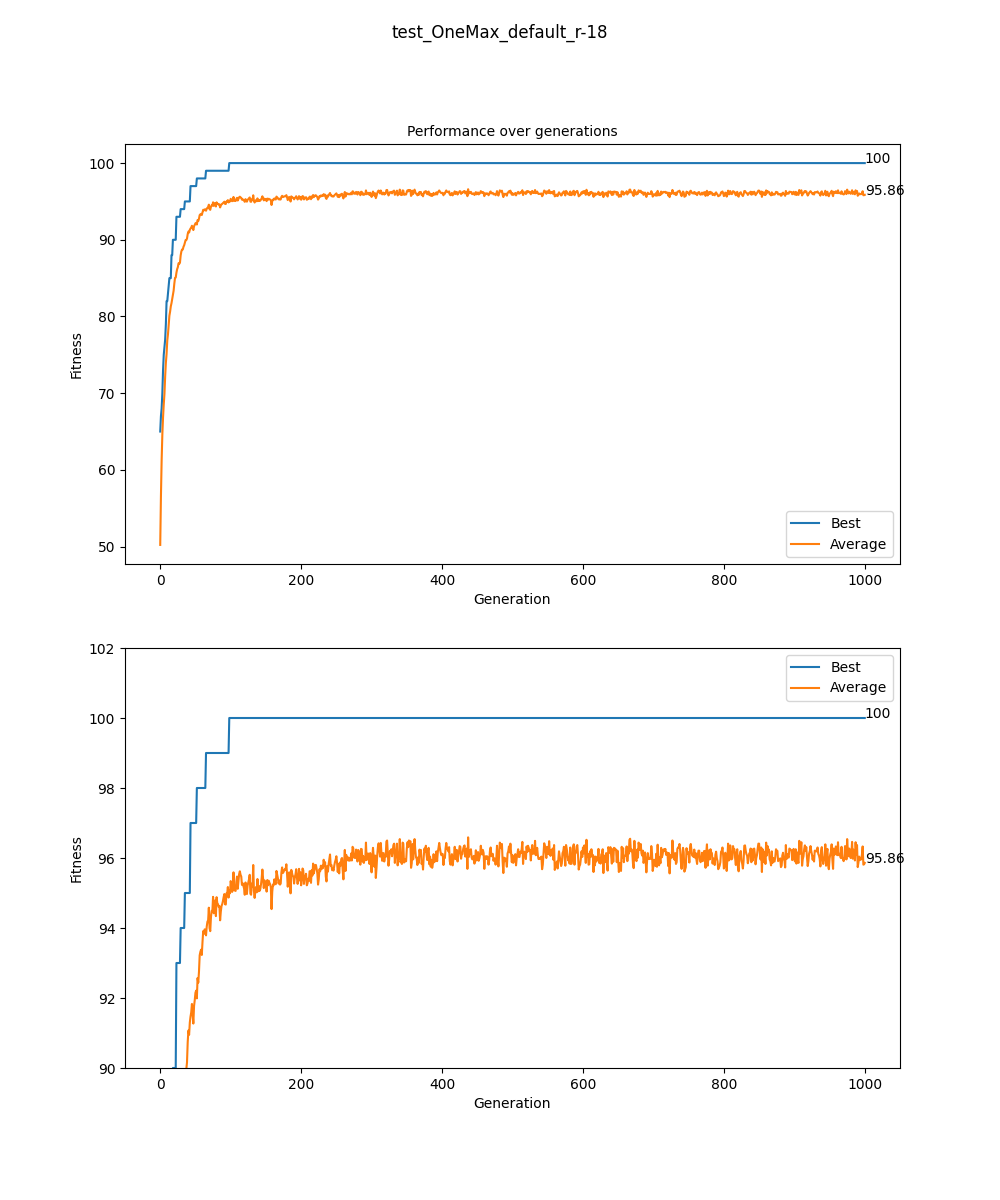 test_OneMax_default_r-18
Performance over generations
Fitness
100
90
80
70
60
50
100
95.86
Best
Average
0 200 400 600 800 1000
Generation
Fitness
102
100
98
96
94
92
90
Best
Average
100
95.86
0 200 400 600 800 1000
Generation